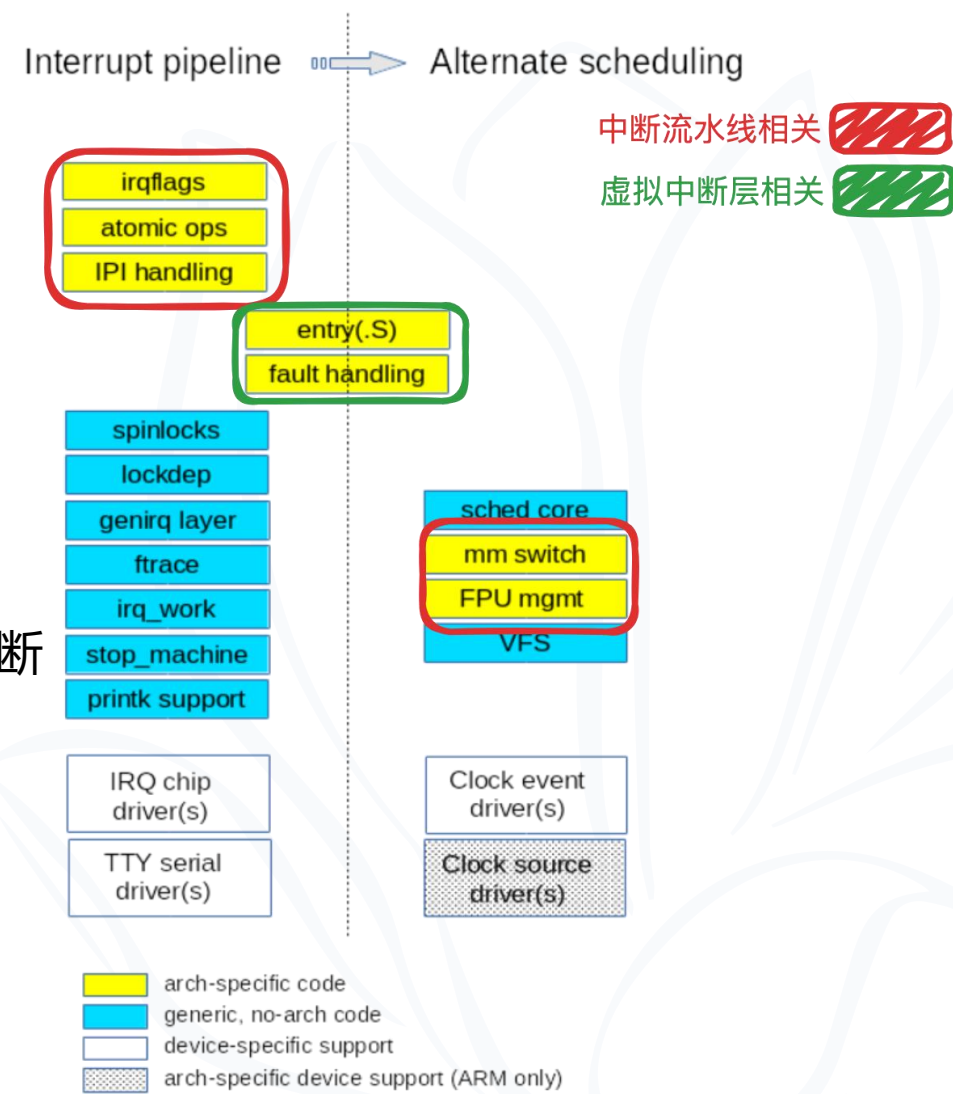 Interrupt pipeline
Alternate scheduling
中断流水线相关
虚拟中断层相关
irqflags
atomic ops
IPI handling
entry(.S)
fault handling
spinlocks
lockdep
genirq layer
ftrace
irq_work
stop_machine
printk support
断
sched core
mm switch
FPU mgmt
VFS
IRQ chip
driver(s)
TTY serial
driver(s)
Clock event
driver(s)
Clock source
driver(s)
arch-specific code
generic, no-arch code
device-specific support
arch-specific device support (ARM only)